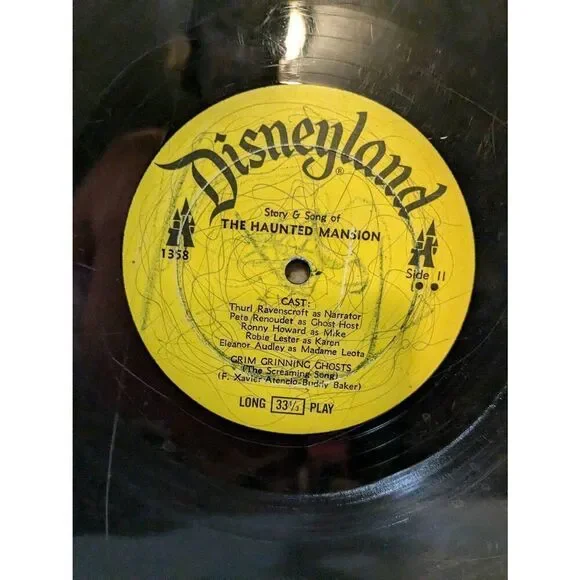 Disneyland®
Story & Song of
THE HAUNTED MANSION
1358
Side II
CAST:
Thurl Ravenscroft as Narrator
Pete Renoudet as Ghost Host
Ronny Howard as Mike
Robie Lester as Karen
Eleanor Audley as Madame Leota
GRIM GRINNING GHOSTS
(The Screaming Song)
(F. Xavier Atencio-Buddy Baker)
LONG 33⅓ PLAY